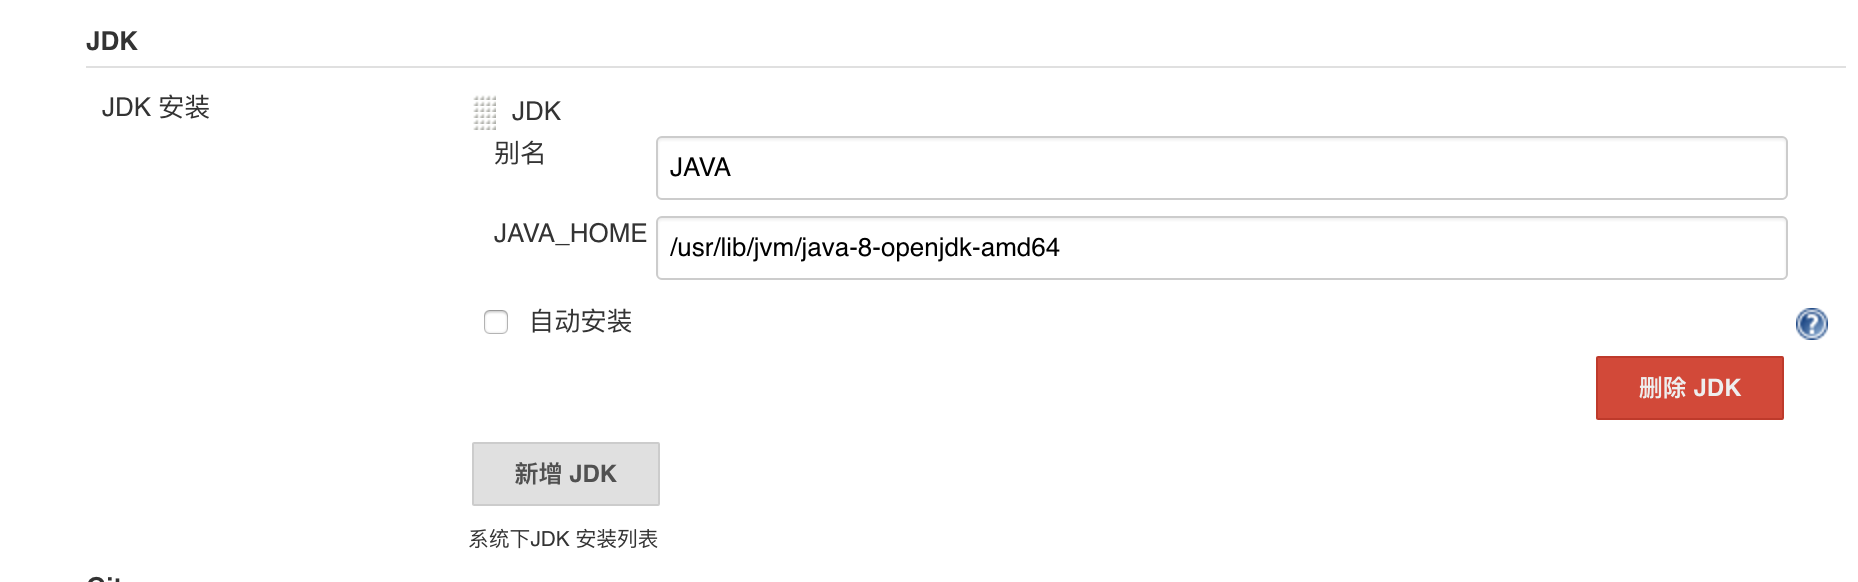 JDK
JDK 安装
JDK
别名
JAVA
JAVA_HOME
/usr/lib/jvm/java-8-openjdk-amd64
自动安装
?
删除 JDK
新增 JDK
系统下JDK 安装列表